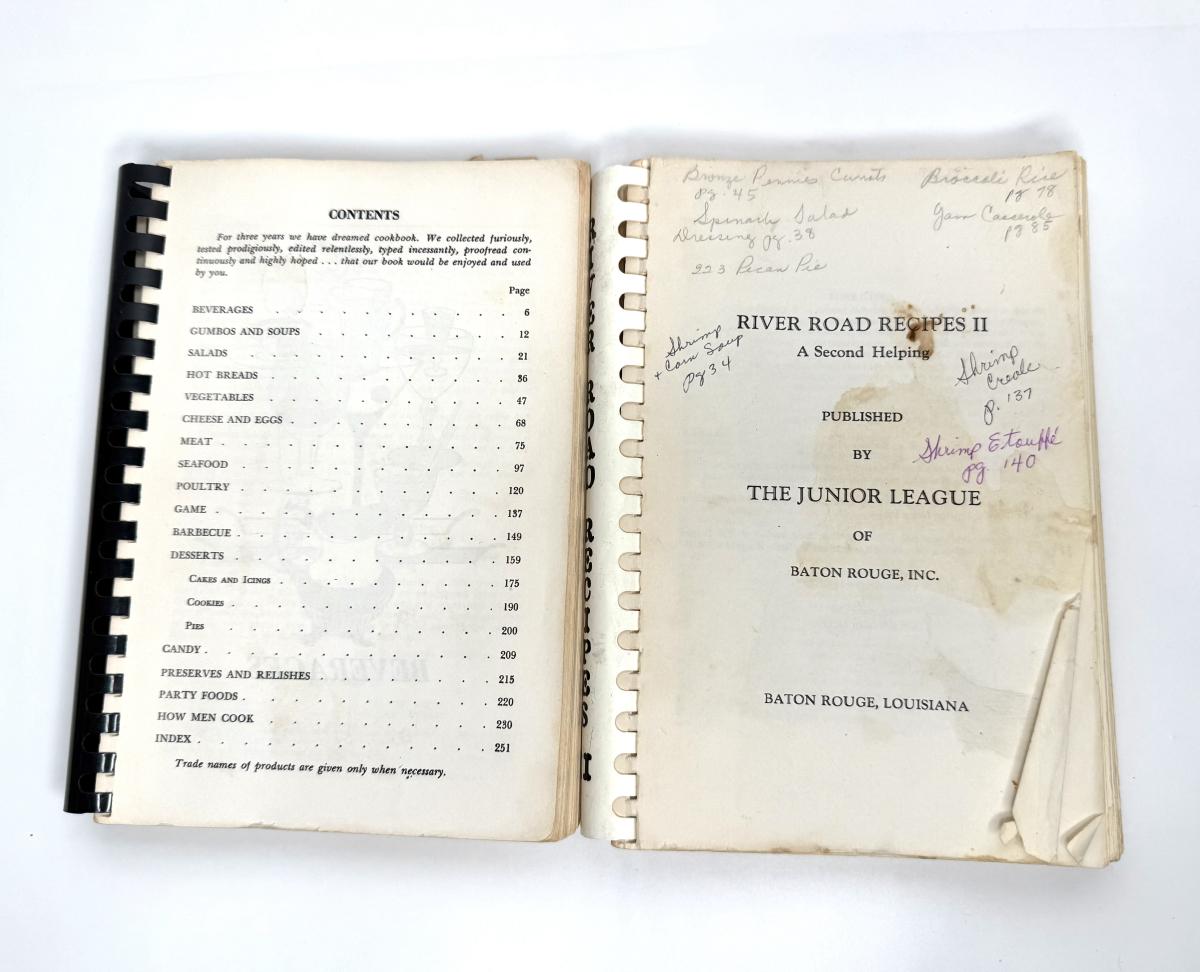 CONTENTS
For three years we have dreamed cookbook. We collected furiously,
tested prodigiously, edited relentlessly, typed incessantly, proofread con-
tinuously and highly hoped . . . that our book would be enjoyed and used
by you.
Page
BEVERAGES . . . . . . . . . . . . 6
GUMBOS AND SOUPS . . . . . . . . . . 12
SALADS . . . . . . . . . . . . . 21
HOT BREADS . . . . . . . . . . . . 36
VEGETABLES . . . . . . . . . . . . 47
CHEESE AND EGGS . . . . . . . . . . . 68
MEAT . . . . . . . . . . . . . . 75
SEAFOOD . . . . . . . . . . . . . 97
POULTRY . . . . . . . . . . . . . 120
GAME . . . . . . . . . . . . . . 137
BARBECUE . . . . . . . . . . . . . 149
DESSERTS . . . . . . . . . . . . . 159
CAKES AND ICINGS . . . . . . . . . . 175
COOKIES . . . . . . . . . . . . 190
PIES . . . . . . . . . . . . 200
CANDY . . . . . . . . . . . . . . 209
PRESERVES AND RELISHES . . . . . . . . 215
PARTY FOODS . . . . . . . . . . . . 220
HOW MEN COOK . . . . . . . . . . . 230
INDEX . . . . . . . . . . . . . . 251
Trade names of products are given only when necessary.
BEVERAGES
RIVER ROAD RECIPES II
Bronze Pennies Carrots
pg. 45
Broccoli Rice
pg 78
Spinach Salad
Dressing pg. 38
Yam Casserole
pg 85
223 Pecan Pie
Shrimp
+ Corn Soup
pg 34
RIVER ROAD RECIPES II
A Second Helping
Shrimp
Creole
p. 137
PUBLISHED
BY
Shrimp Etouffé
pg. 140
THE JUNIOR LEAGUE
OF
BATON ROUGE, INC.
BATON ROUGE, LOUISIANA